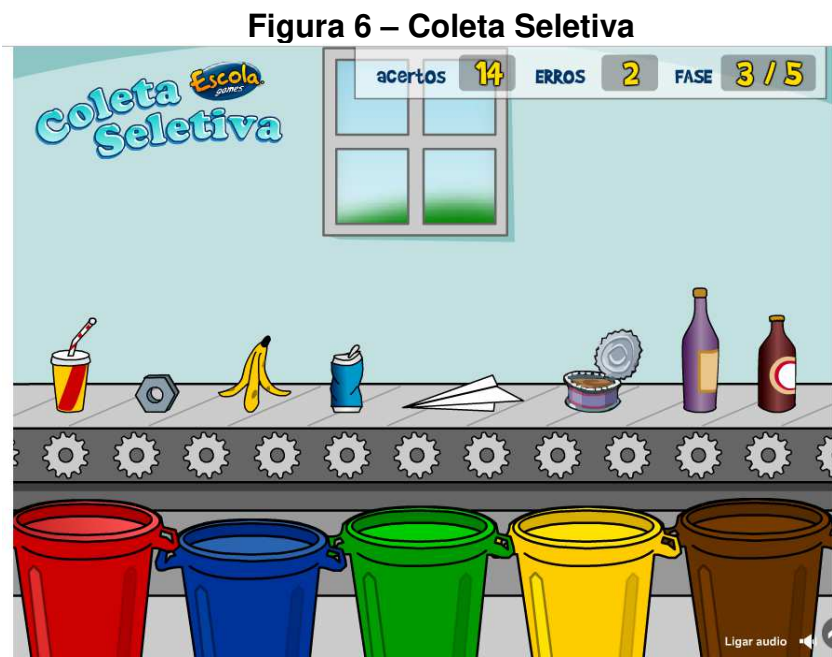 Figura 6 – Coleta Seletiva
Coleta Seletiva
Escola games
acertos 14 ERROS 2 FASE 3 / 5
Ligar audio